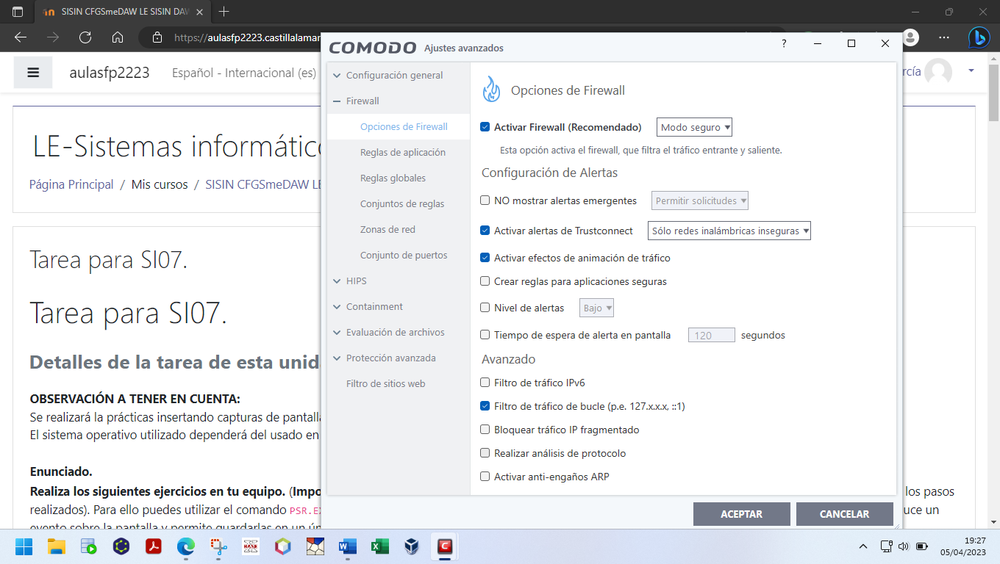 SISIN CFGSmeDAW LE SISIN DAW
https://aulasfp2223.castillalamar
COMODO Ajustes avanzados
?
aulasfp2223
Español - Internacional (es)
rcía
LE-Sistemas informátic
Página Principal / Mis cursos / SISIN CFGSmeDAW LE
Tarea para SI07.
Tarea para SI07.
Detalles de la tarea de esta unid
OBSERVACIÓN A TENER EN CUENTA:
Se realizará la prácticas insertando capturas de pantall
El sistema operativo utilizado dependerá del usado en
Enunciado.
Realiza los siguientes ejercicios en tu equipo. (Impo
los pasos
realizados). Para ello puedes utilizar el comando PSR.E
uce un
evento sobre la pantalla y permite guardarlas en un ún
Configuración general
Firewall
Opciones de Firewall
Reglas de aplicación
Reglas globales
Conjuntos de reglas
Zonas de red
Conjunto de puertos
HIPS
Containment
Evaluación de archivos
Protección avanzada
Filtro de sitios web
Opciones de Firewall
Activar Firewall (Recomendado) Modo seguro
Esta opción activa el firewall, que filtra el tráfico entrante y saliente.
Configuración de Alertas
NO mostrar alertas emergentes Permitir solicitudes
Activar alertas de Trustconnect Sólo redes inalámbricas inseguras
Activar efectos de animación de tráfico
Crear reglas para aplicaciones seguras
Nivel de alertas Bajo
Tiempo de espera de alerta en pantalla 120 segundos
Avanzado
Filtro de tráfico IPv6
Filtro de tráfico de bucle (p.e. 127.x.x.x, ::1)
Bloquear tráfico IP fragmentado
Realizar análisis de protocolo
Activar anti-engaños ARP
ACEPTAR CANCELAR
BASE
19:27
05/04/2023